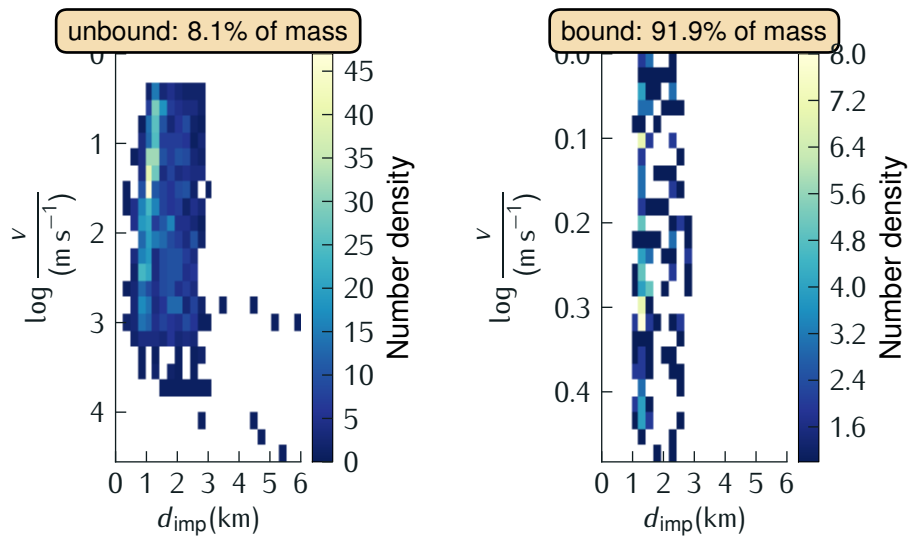 unbound: 8.1% of mass
bound: 91.9% of mass
0
1
2
3
4
log v/(m s⁻¹)
0 1 2 3 4 5 6
d_imp(km)
45
40
35
30
25
20
15
10
5
0
Number density
0.0
0.1
0.2
0.3
0.4
log v/(m s⁻¹)
0 1 2 3 4 5 6
d_imp(km)
8.0
7.2
6.4
5.6
4.8
4.0
3.2
2.4
1.6
Number density